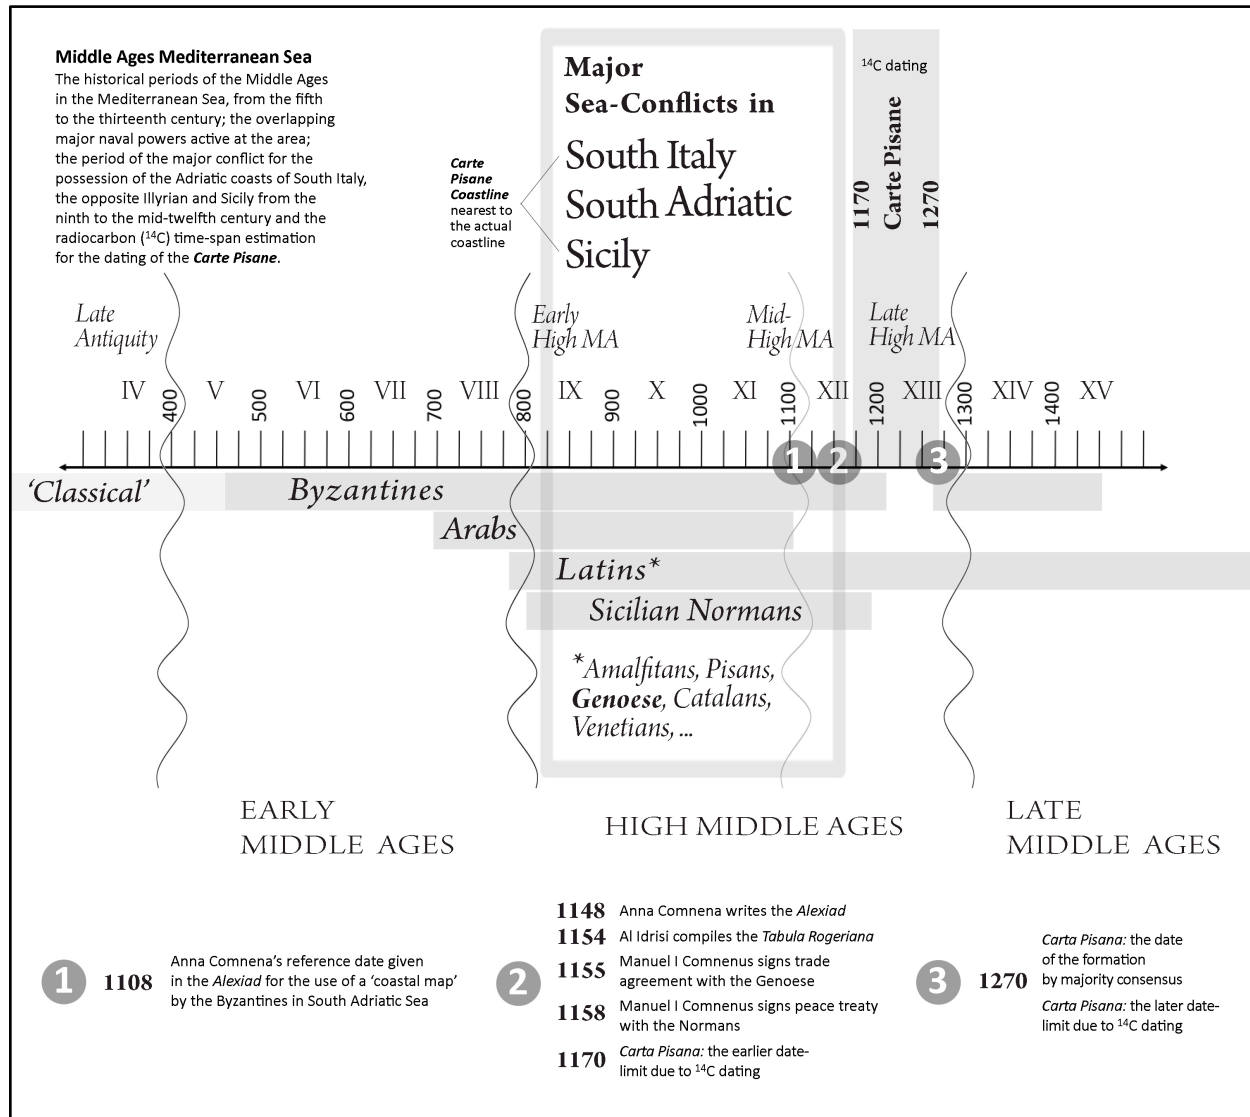 Middle Ages Mediterranean Sea
The historical periods of the Middle Ages
in the Mediterranean Sea, from the fifth
to the thirteenth century; the overlapping
major naval powers active at the area;
the period of the major conflict for the
possession of the Adriatic coasts of South Italy,
the opposite Illyrian and Sicily from the
ninth to the mid-twelfth century and the
radiocarbon (¹⁴C) time-span estimation
for the dating of the Carte Pisane.
Carte
Pisane
Coastline
nearest to
the actual
coastline
Major
Sea-Conflicts in
South Italy
South Adriatic
Sicily
¹⁴C dating
1170
Carte Pisane
1270
Late
Antiquity
Early
High MA
Mid-
High MA
Late
High MA
IV V VI VII VIII IX X XI XII XIII XIV XV
400 500 600 700 800 900 1000 1100 1200 1300 1400
1 2 3
‘Classical’ Byzantines
Arabs
Latins*
Sicilian Normans
*Amalfitans, Pisans,
Genoese, Catalans,
Venetians, ...
EARLY
MIDDLE AGES
HIGH MIDDLE AGES
LATE
MIDDLE AGES
1
1108
Anna Comnena’s reference date given
in the Alexiad for the use of a ‘coastal map’
by the Byzantines in South Adriatic Sea
2
1148 Anna Comnena writes the Alexiad
1154 Al Idrisi compiles the Tabula Rogeriana
1155 Manuel I Comnenus signs trade
agreement with the Genoese
1158 Manuel I Comnenus signs peace treaty
with the Normans
1170 Carta Pisana: the earlier date-
limit due to ¹⁴C dating
3
1270
Carta Pisana: the date
of the formation
by majority consensus
Carta Pisana: the later date-
limit due to ¹⁴C dating